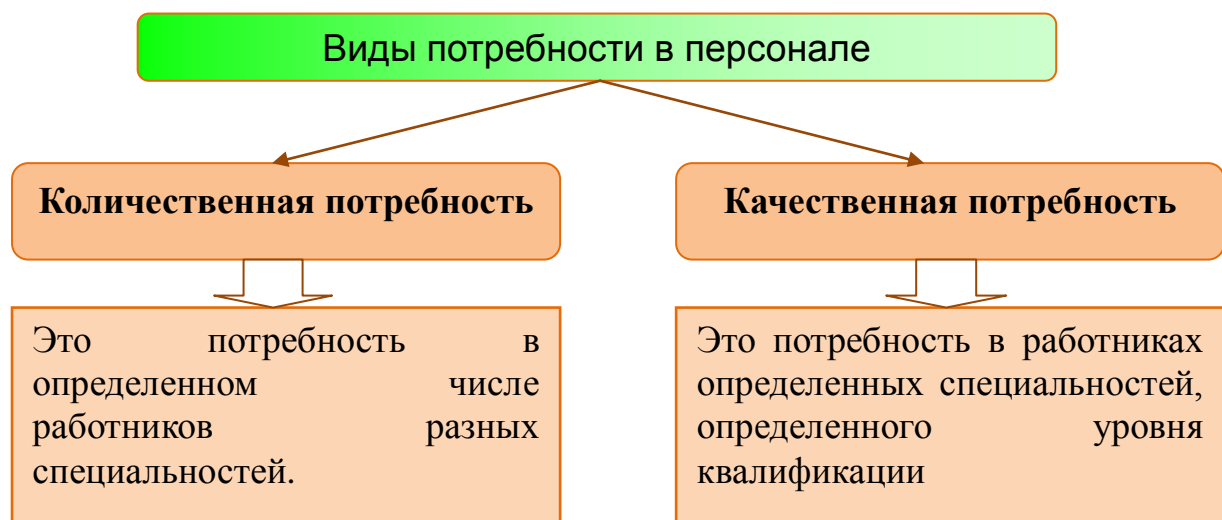 Виды потребности в персонале
Количественная потребность
Качественная потребность
Это потребность в
определенном числе
работников разных
специальностей.
Это потребность в работниках
определенных специальностей,
определенного уровня
квалификации